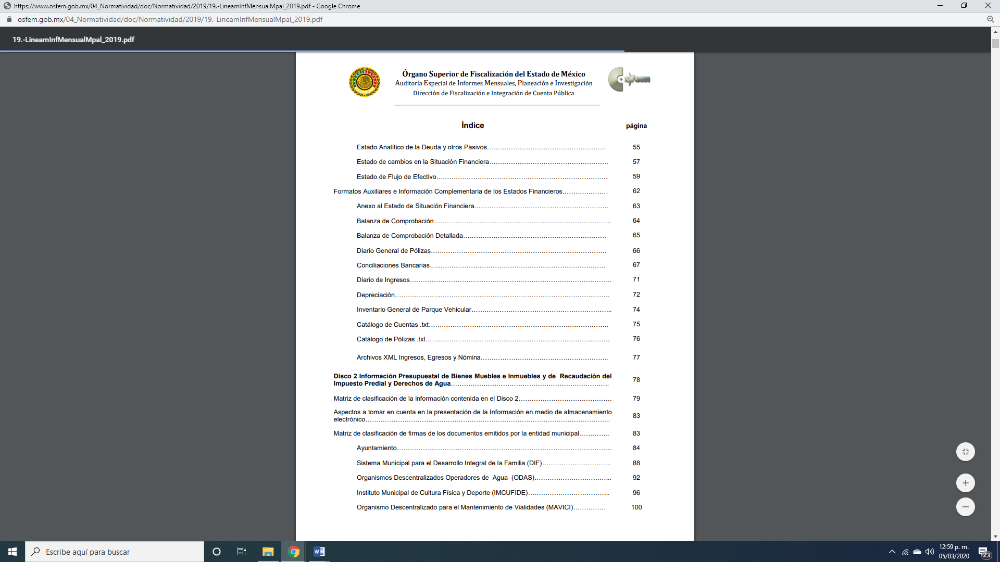 https://www.osfem.gob.mx/04_Normatividad/doc/Normatividad/2019/19.-LineamInfMensualMpal_2019.pdf - Google Chrome
osfem.gob.mx/04_Normatividad/doc/Normatividad/2019/19.-LineamInfMensualMpal_2019.pdf
19.-LineamInfMensualMpal_2019.pdf
Órgano Superior de Fiscalización del Estado de México
Auditoría Especial de Informes Mensuales, Planeación e Investigación
Dirección de Fiscalización e Integración de Cuenta Pública
osfem
Índice página
Estado Analítico de la Deuda y otros Pasivos………………………………………………. 55
Estado de cambios en la Situación Financiera………………………………………………. 57
Estado de Flujo de Efectivo…………………………………………………………………… 59
Formatos Auxiliares e Información Complementaria de los Estados Financieros………………… 62
Anexo al Estado de Situación Financiera…………………………………………………….. 63
Balanza de Comprobación………………………………………………………………………. 64
Balanza de Comprobación Detallada………………………………………………………… 65
Diario General de Pólizas……………………………………………………………………… 66
Conciliaciones Bancarias……………………………………………………………………… 67
Diario de Ingresos………………………………………………………………………………… 71
Depreciación……………………………………………………………………………………… 72
Inventario General de Parque Vehicular……………………………………………………….. 74
Catálogo de Cuentas .txt……………………………………………………………………….. 75
Catálogo de Pólizas .txt………………………………………………………………………… 76
Archivos XML Ingresos, Egresos y Nómina………………………………………………….. 77
Disco 2 Información Presupuestal de Bienes Muebles e Inmuebles y de Recaudación del
Impuesto Predial y Derechos de Agua………………………………………………………………. 78
Matriz de clasificación de la información contenida en el Disco 2……………………………………. 79
Aspectos a tomar en cuenta en la presentación de la Información en medio de almacenamiento
electrónico………………………………………………………………………………………………….. 83
Matriz de clasificación de firmas de los documentos emitidos por la entidad municipal………….. 83
Ayuntamiento……………………………………………………………………………………… 84
Sistema Municipal para el Desarrollo Integral de la Familia (DIF)………………………….. 88
Organismos Descentralizados Operadores de Agua (ODAS)…………………………….... 92
Instituto Municipal de Cultura Física y Deporte (IMCUFIDE)……………………………….. 96
Organismo Descentralizado para el Mantenimiento de Vialidades (MAVICI)…………… 100
Escribe aquí para buscar
12:59 p. m.
05/03/2020
23